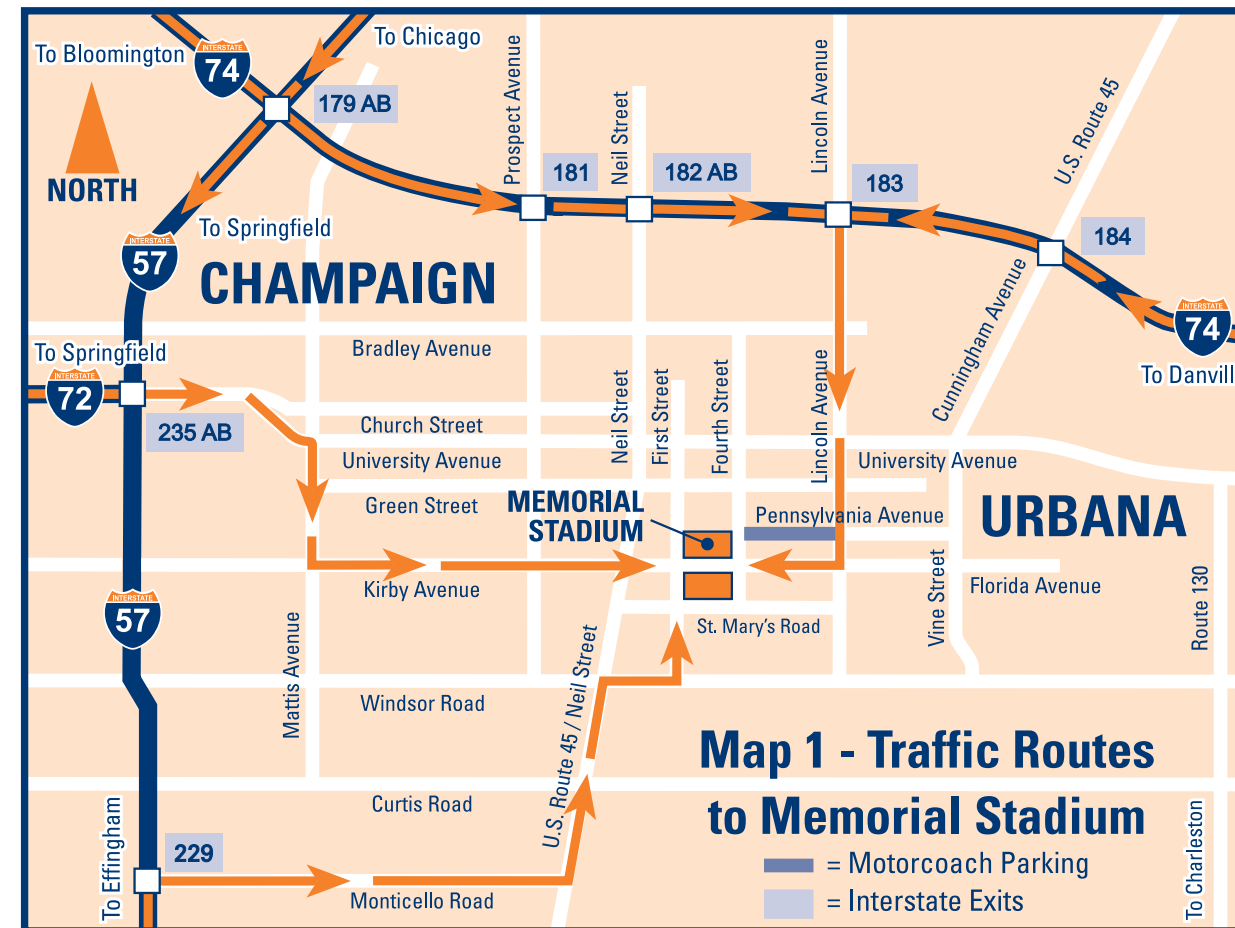 To Bloomington
INTERSTATE
74
To Chicago
179 AB
NORTH
Prospect Avenue
181
Neil Street
182 AB
Lincoln Avenue
183
U.S. Route 45
184
To Springfield
INTERSTATE
57
CHAMPAIGN
Cunningham Avenue
INTERSTATE
74
To Danvill
Bradley Avenue
To Springfield
INTERSTATE
72
235 AB
Church Street
University Avenue
Green Street
Neil Street
First Street
Fourth Street
Lincoln Avenue
University Avenue
MEMORIAL
STADIUM
Pennsylvania Avenue
URBANA
Kirby Avenue
Florida Avenue
Vine Street
Route 130
INTERSTATE
57
St. Mary's Road
Mattis Avenue
Windsor Road
U.S. Route 45 / Neil Street
Curtis Road
Map 1 - Traffic Routes
to Memorial Stadium
To Effingham
229
Monticello Road
= Motorcoach Parking
= Interstate Exits
To Charleston